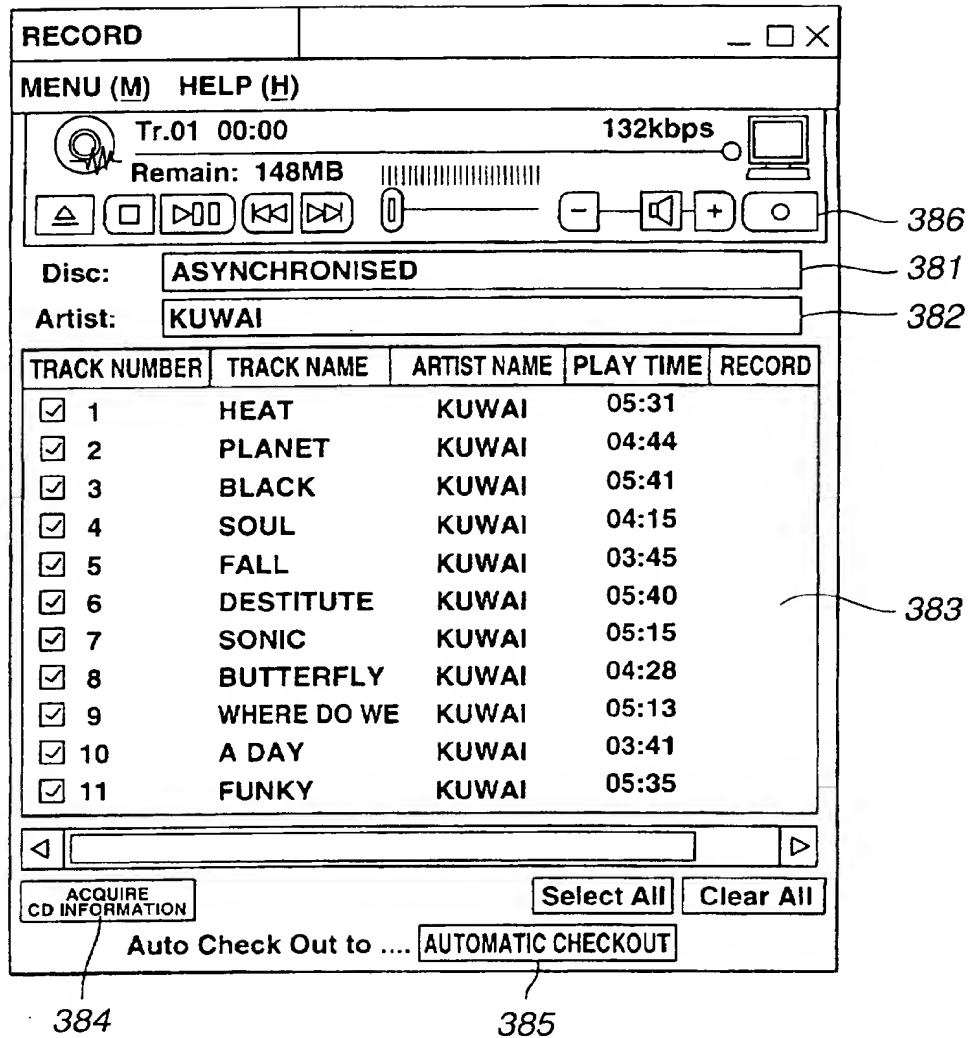 RECORD
MENU (M) HELP (H)
Tr.01 00:00 132kbps
Remain: 148MB
386
Disc: ASYNCHRONISED 381
Artist: KUWAI 382
TRACK NUMBER TRACK NAME ARTIST NAME PLAY TIME RECORD
1 HEAT KUWAI 05:31
2 PLANET KUWAI 04:44
3 BLACK KUWAI 05:41
4 SOUL KUWAI 04:15
5 FALL KUWAI 03:45
6 DESTITUTE KUWAI 05:40 383
7 SONIC KUWAI 05:15
8 BUTTERFLY KUWAI 04:28
9 WHERE DO WE KUWAI 05:13
10 A DAY KUWAI 03:41
11 FUNKY KUWAI 05:35
ACQUIRE
CD INFORMATION Select All Clear All
Auto Check Out to .... AUTOMATIC CHECKOUT
384 385